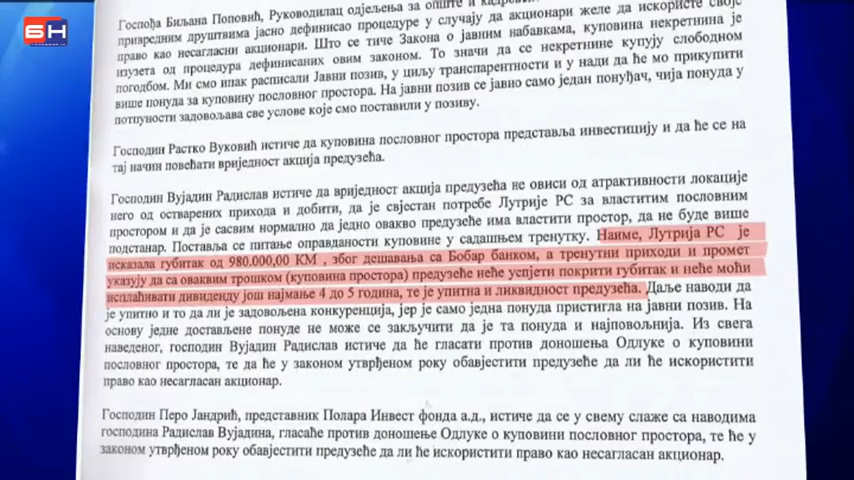 БН
Госпођа Биљана Поповић, Руководилац одјељења за опште и кадровске
привредним друштвима јасно дефинисао процедуре у случају да акционари желе да искористе своје
право као несагласни акционари. Што се тиче Закона о јавним набавкама, куповина некретнина је
изузета од процедура дефинисаних овим законом. То значи да се некретнине купују слободном
погодбом. Ми смо ипак расписали Јавни позив, у циљу транспарентности и у нади да ће мо прикупити
више понуда за куповину пословног простора. На јавни позив се јавио само један понуђач, чија понуда у
потпуности задовољава све услове које смо поставили у позиву.
Господин Растко Вуковић истиче да куповина пословног простора представља инвестицију и да ће се на
тај начин повећати вриједност акција предузећа.
Господин Вујадин Радислав истиче да вриједност акција предузећа не овиси од атрактивности локације
него од остварених прихода и добити, да је свјестан потребе Лутрије РС за властитим пословним
простором и да је сасвим нормално да једно овакво предузеће има властити простор, да не буде више
подстанар. Поставља се питање оправданости куповине у садашњем тренутку. Наиме, Лутрија РС је
исказала губитак од 980.000,00 КМ , због дешавања са Бобар банком, а тренутни приходи и промет
указују да са оваквим трошком (куповина простора) предузеће неће успјети покрити губитак и неће моћи
исплаћивати дивиденду још најмање 4 до 5 година, те је упитна и ликвидност предузећа. Даље наводи да
је упитно и то да ли је задовољена конкуренција, јер је само једна понуда пристигла на јавни позив. На
основу једне достављене понуде не може се закључити да је та понуда и најповољнија. Из свега
наведеног, господин Вујадин Радислав истиче да ће гласати против доношења Одлуке о куповини
пословног простора, те да ће у законом утврђеном року обавјестити предузеће да ли ће искористити
право као несагласан акционар.
Господин Перо Јандрић, представник Полара Инвест фонда а.д., истиче да се у свему слаже са наводима
господина Радислав Вујадина, гласаће против доношење Одлуке о куповини пословног простора, те ће у
законом утврђеном року обавјестити предузеће да ли ће искористити право као несагласан акционар.